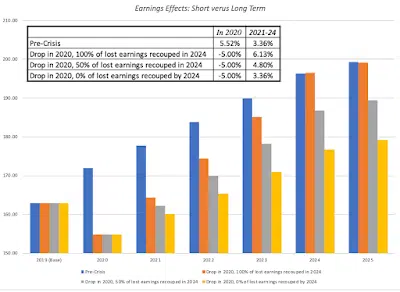 Earnings Effects: Short verus Long Term
In 2020 2021-24
Pre-Crisis 5.52% 3.36%
Drop in 2020, 100% of lost earnings recouped in 2024 -5.00% 6.13%
Drop in 2020, 50% of lost earnings recouped in 2024 -5.00% 4.80%
Drop in 2020, 0% of lost earnings recouped by 2024 -5.00% 3.36%
210.00
200.00
190.00
180.00
170.00
160.00
150.00
2019 (Base) 2020 2021 2022 2023 2024 2025
Pre-Crisis Drop in 2020, 100% of lost earnings recouped in 2024
Drop in 2020, 50% of lost earnings recouped in 2024 Drop in 2020, 0% of lost earnings recouped by 2024